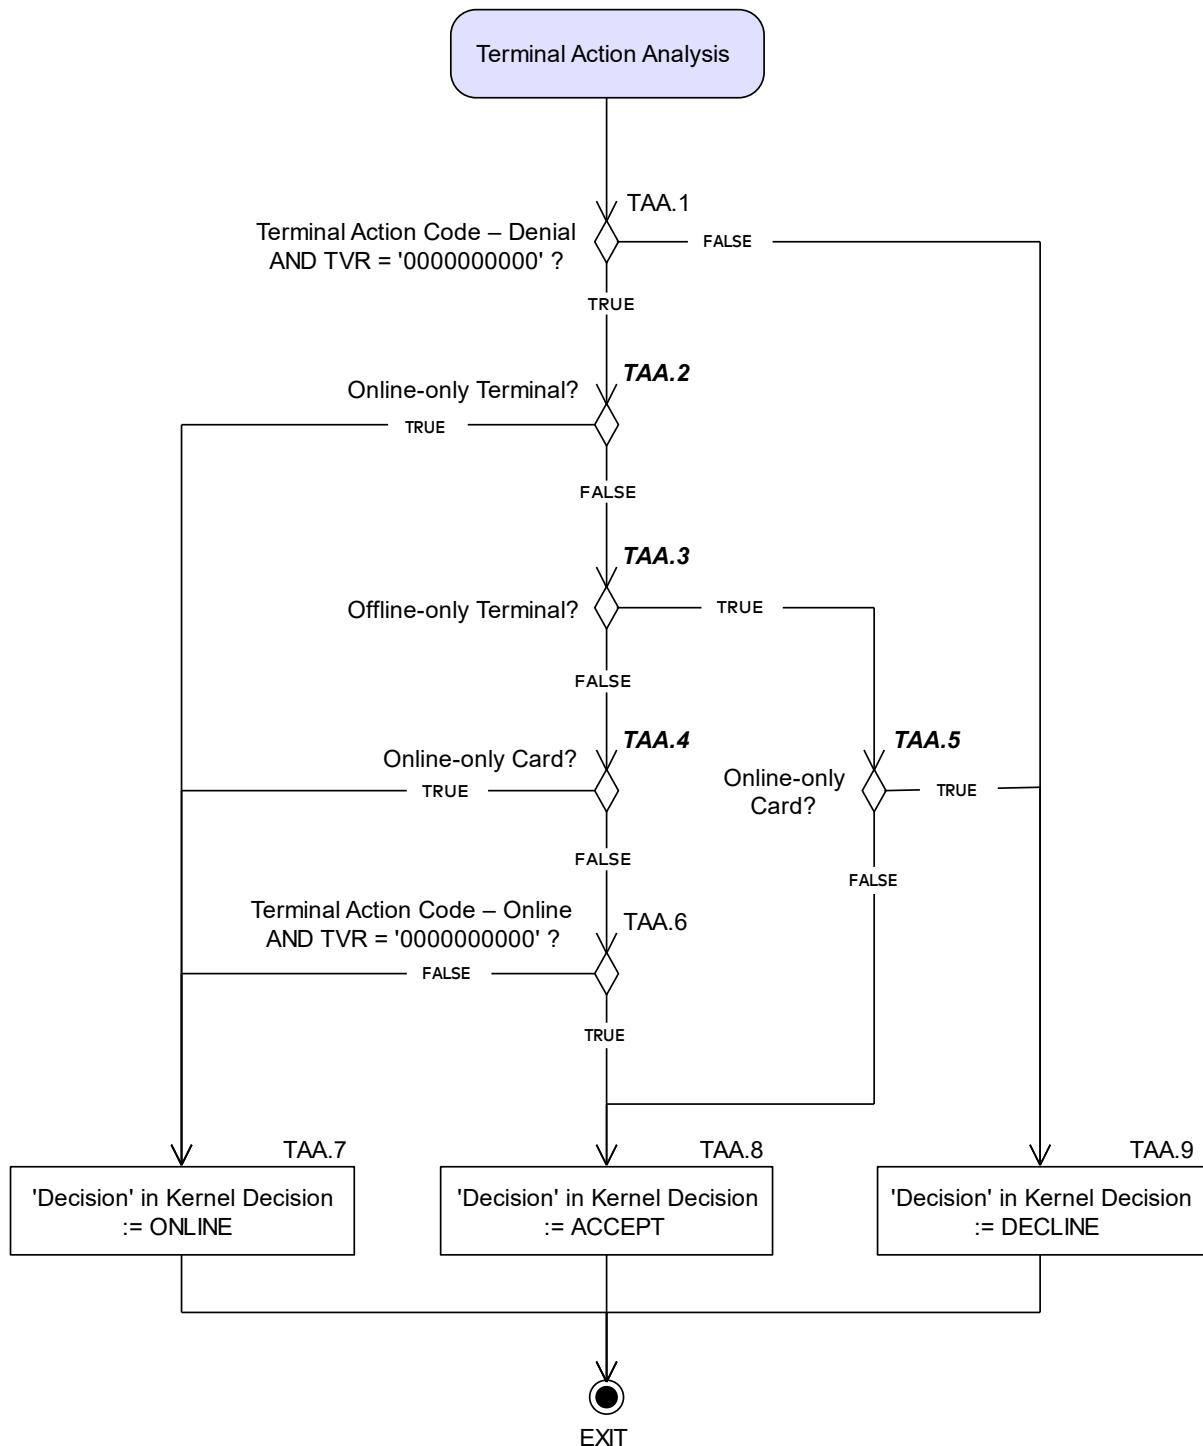 Terminal Action Analysis
TAA.1
Terminal Action Code – Denial
AND TVR = '0000000000' ?
FALSE
TRUE
TAA.2
Online-only Terminal?
TRUE
FALSE
TAA.3
Offline-only Terminal?
TRUE
FALSE
TAA.4
Online-only Card?
TRUE
TAA.5
Online-only
Card?
TRUE
FALSE
FALSE
Terminal Action Code – Online
AND TVR = '0000000000' ?
TAA.6
FALSE
TRUE
TAA.7
'Decision' in Kernel Decision
:= ONLINE
TAA.8
'Decision' in Kernel Decision
:= ACCEPT
TAA.9
'Decision' in Kernel Decision
:= DECLINE
EXIT